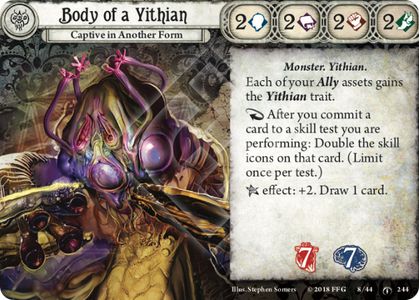 Body of a Yithian
Captive in Another Form
2 2 2 2
Monster. Yithian.
Each of your Ally assets gains
the Yithian trait.
After you commit a
card to a skill test you are
performing: Double the skill
icons on that card. (Limit
once per test.)
effect: +2. Draw 1 card.
7 7
Illus. Stephen Somers © 2018 FFG 8/44 244